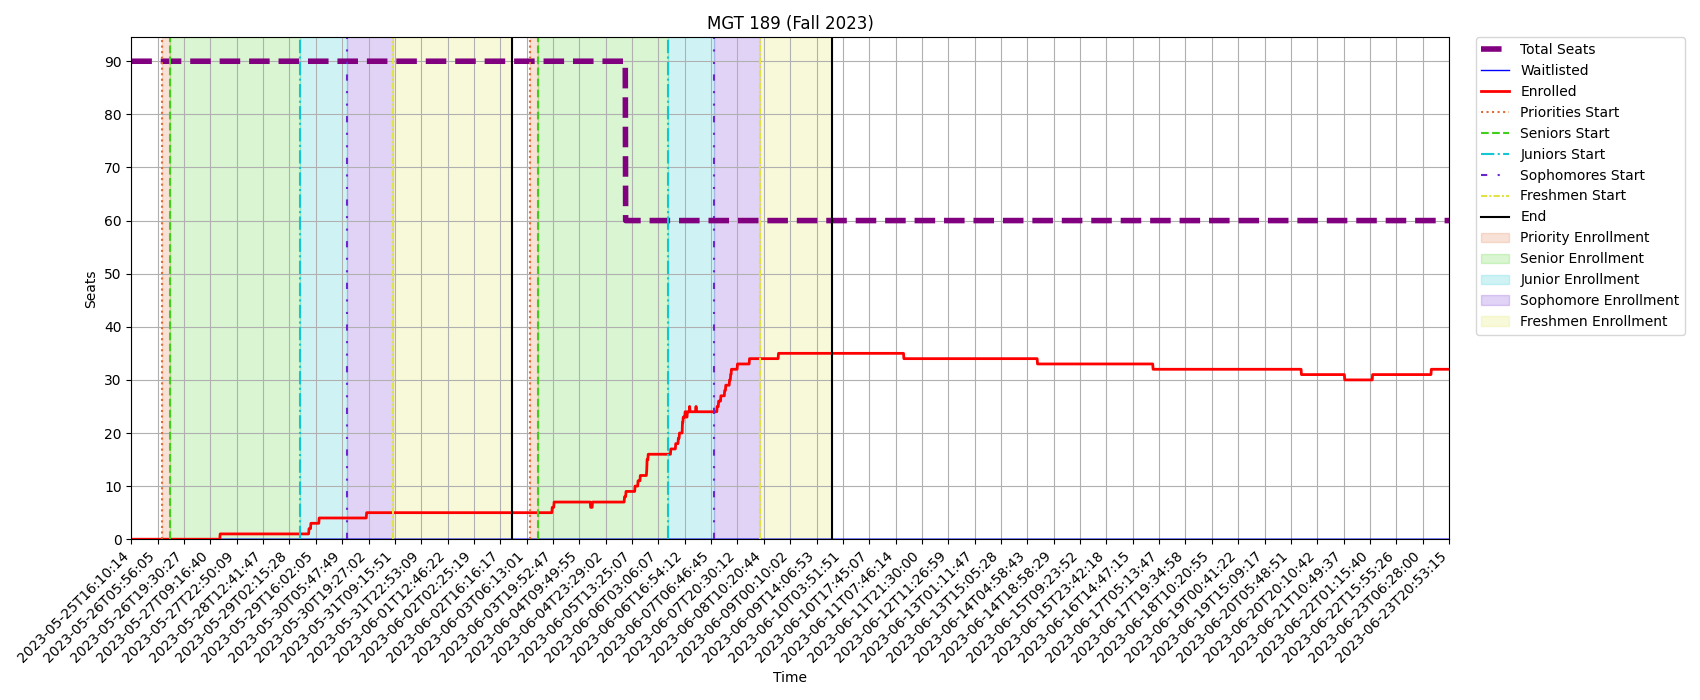 MGT 189 (Fall 2023)
Seats
90
80
70
60
50
40
30
20
10
0
2023-05-25T16:10:14
2023-05-26T05:56:05
2023-05-26T19:30:27
2023-05-27T09:16:40
2023-05-27T22:50:09
2023-05-28T12:41:47
2023-05-29T02:15:28
2023-05-29T16:02:05
2023-05-30T05:47:49
2023-05-30T19:27:02
2023-05-31T09:15:51
2023-05-31T22:53:09
2023-06-01T12:46:22
2023-06-02T02:25:19
2023-06-02T16:16:17
2023-06-03T06:13:01
2023-06-03T19:52:47
2023-06-04T09:49:55
2023-06-04T23:29:02
2023-06-05T13:25:07
2023-06-06T03:06:07
2023-06-06T16:54:12
2023-06-07T06:46:45
2023-06-07T20:30:12
2023-06-08T10:20:44
2023-06-09T00:10:02
2023-06-09T14:06:53
2023-06-10T03:51:51
2023-06-10T17:45:07
2023-06-11T07:46:14
2023-06-11T21:30:00
2023-06-12T11:26:59
2023-06-13T01:11:47
2023-06-13T15:05:28
2023-06-14T04:58:43
2023-06-14T18:58:29
2023-06-15T09:23:52
2023-06-15T23:42:18
2023-06-16T14:47:15
2023-06-17T05:13:47
2023-06-17T19:34:58
2023-06-18T10:20:55
2023-06-19T00:41:22
2023-06-19T15:09:17
2023-06-20T05:48:51
2023-06-20T20:10:42
2023-06-21T10:49:37
2023-06-22T01:15:40
2023-06-22T15:55:26
2023-06-23T06:28:00
2023-06-23T20:53:15
Time
Total Seats
Waitlisted
Enrolled
Priorities Start
Seniors Start
Juniors Start
Sophomores Start
Freshmen Start
End
Priority Enrollment
Senior Enrollment
Junior Enrollment
Sophomore Enrollment
Freshmen Enrollment